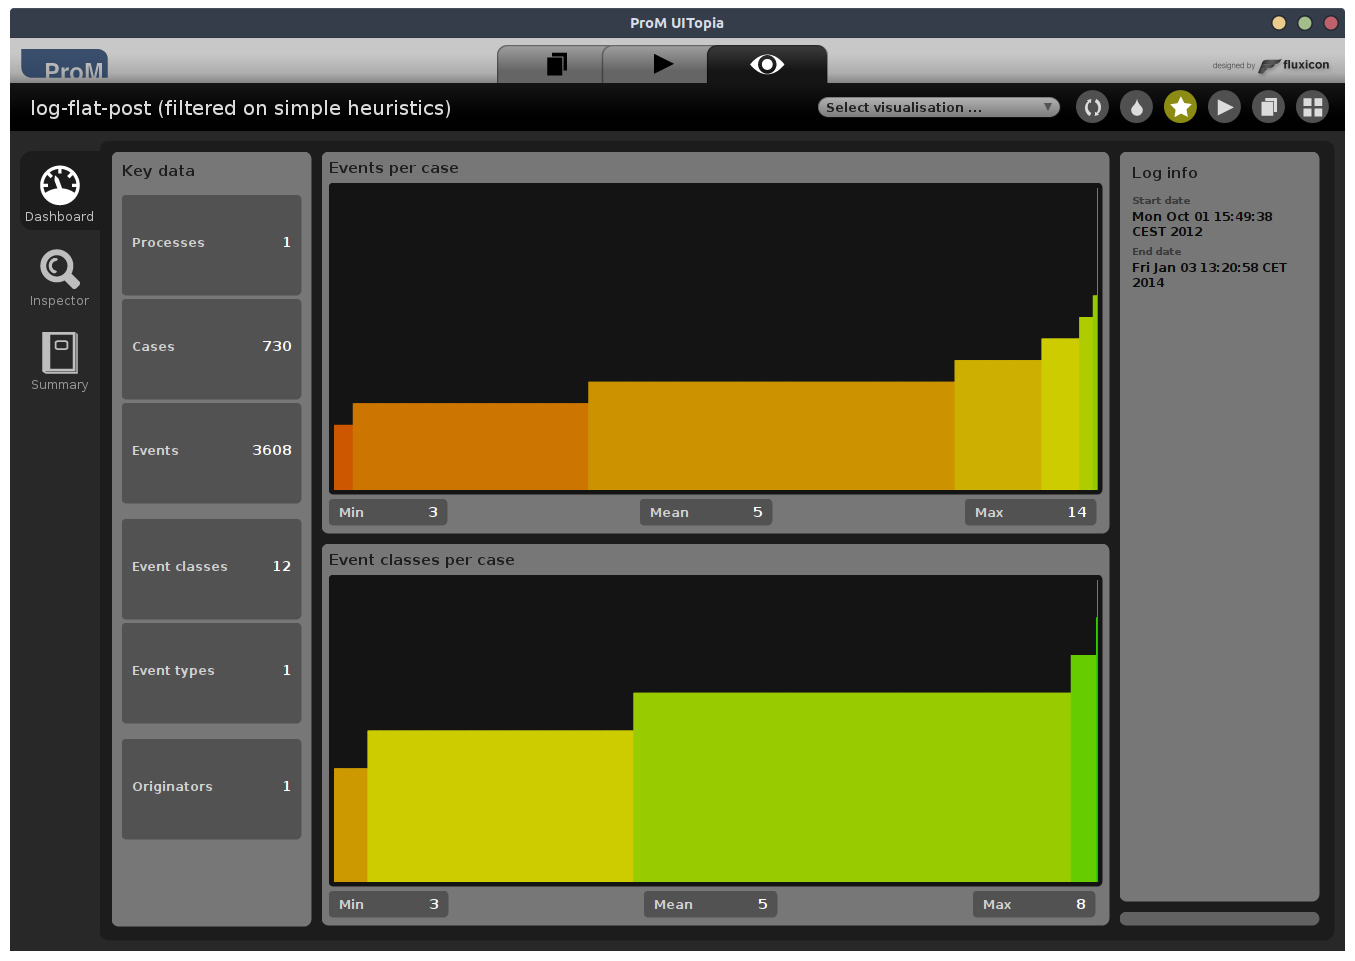 ProM UITopia
ProM
designed by fluxicon
log-flat-post (filtered on simple heuristics)
Select visualisation ...
Dashboard
Inspector
Summary
Key data
Processes 1
Cases 730
Events 3608
Event classes 12
Event types 1
Originators 1
Events per case
Min 3
Mean 5
Max 14
Event classes per case
Min 3
Mean 5
Max 8
Log info
Start date
Mon Oct 01 15:49:38
CEST 2012
End date
Fri Jan 03 13:20:58 CET
2014